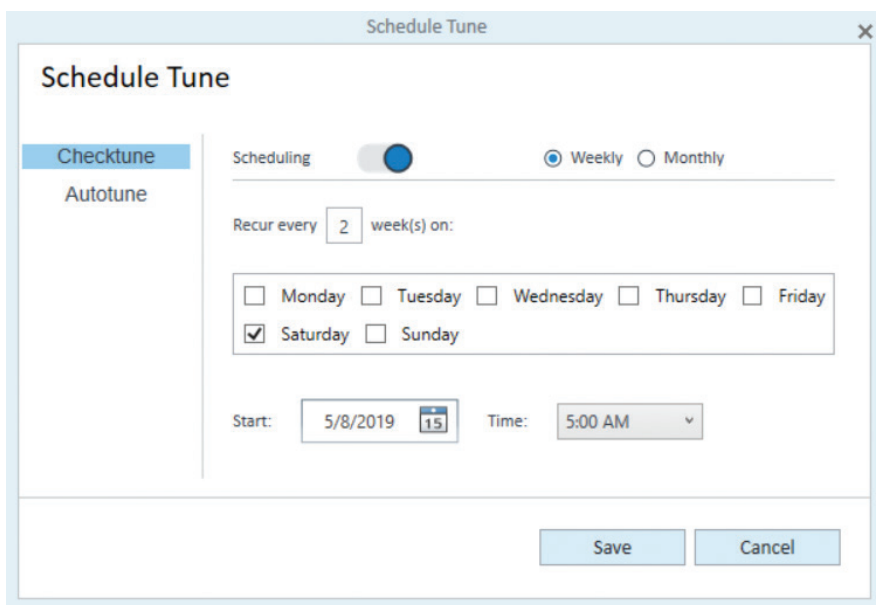 Schedule Tune
Schedule Tune
Checktune
Autotune
Scheduling Weekly Monthly
Recur every 2 week(s) on:
Monday Tuesday Wednesday Thursday Friday
Saturday Sunday
Start: 5/8/2019 15 Time: 5:00 AM
Save Cancel